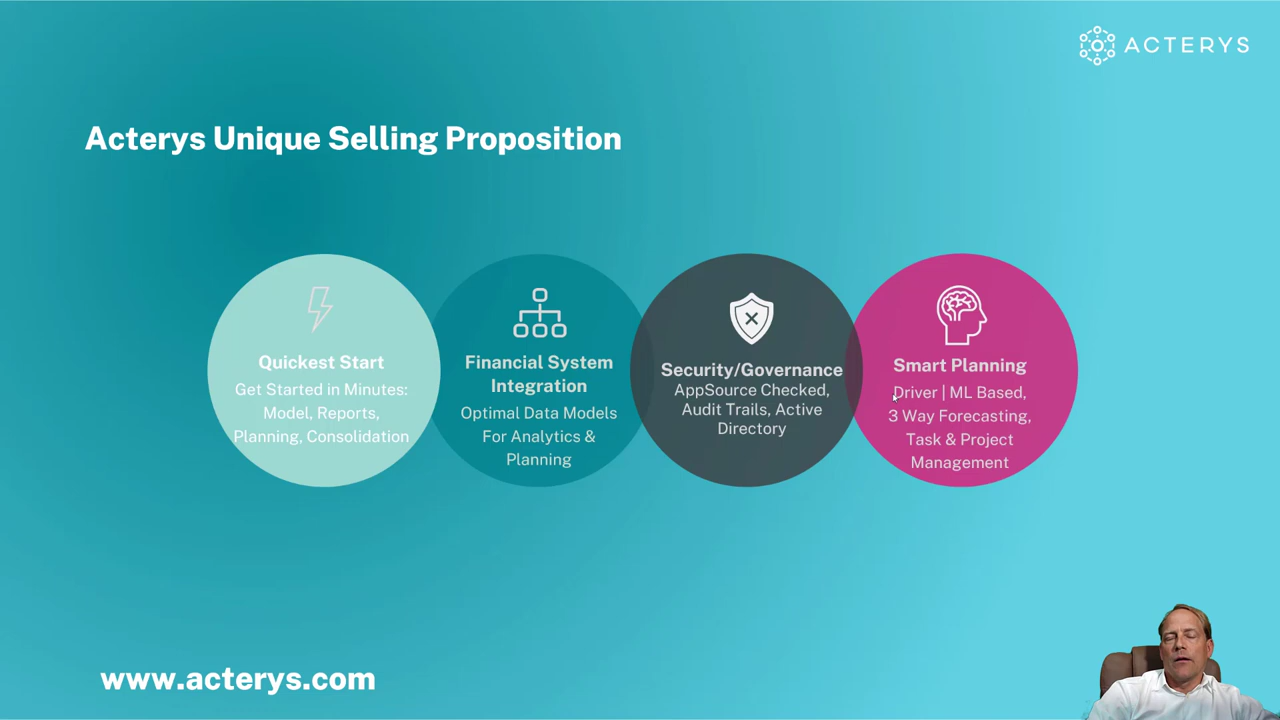 ACTERYS
Acterys Unique Selling Proposition
Quickest Start
Get Started in Minutes:
Model, Reports,
Planning, Consolidation
Financial System
Integration
Optimal Data Models
For Analytics &
Planning
Security/Governance
AppSource Checked,
Audit Trails, Active
Directory
Smart Planning
Driver | ML Based,
3 Way Forecasting,
Task & Project
Management
www.acterys.com